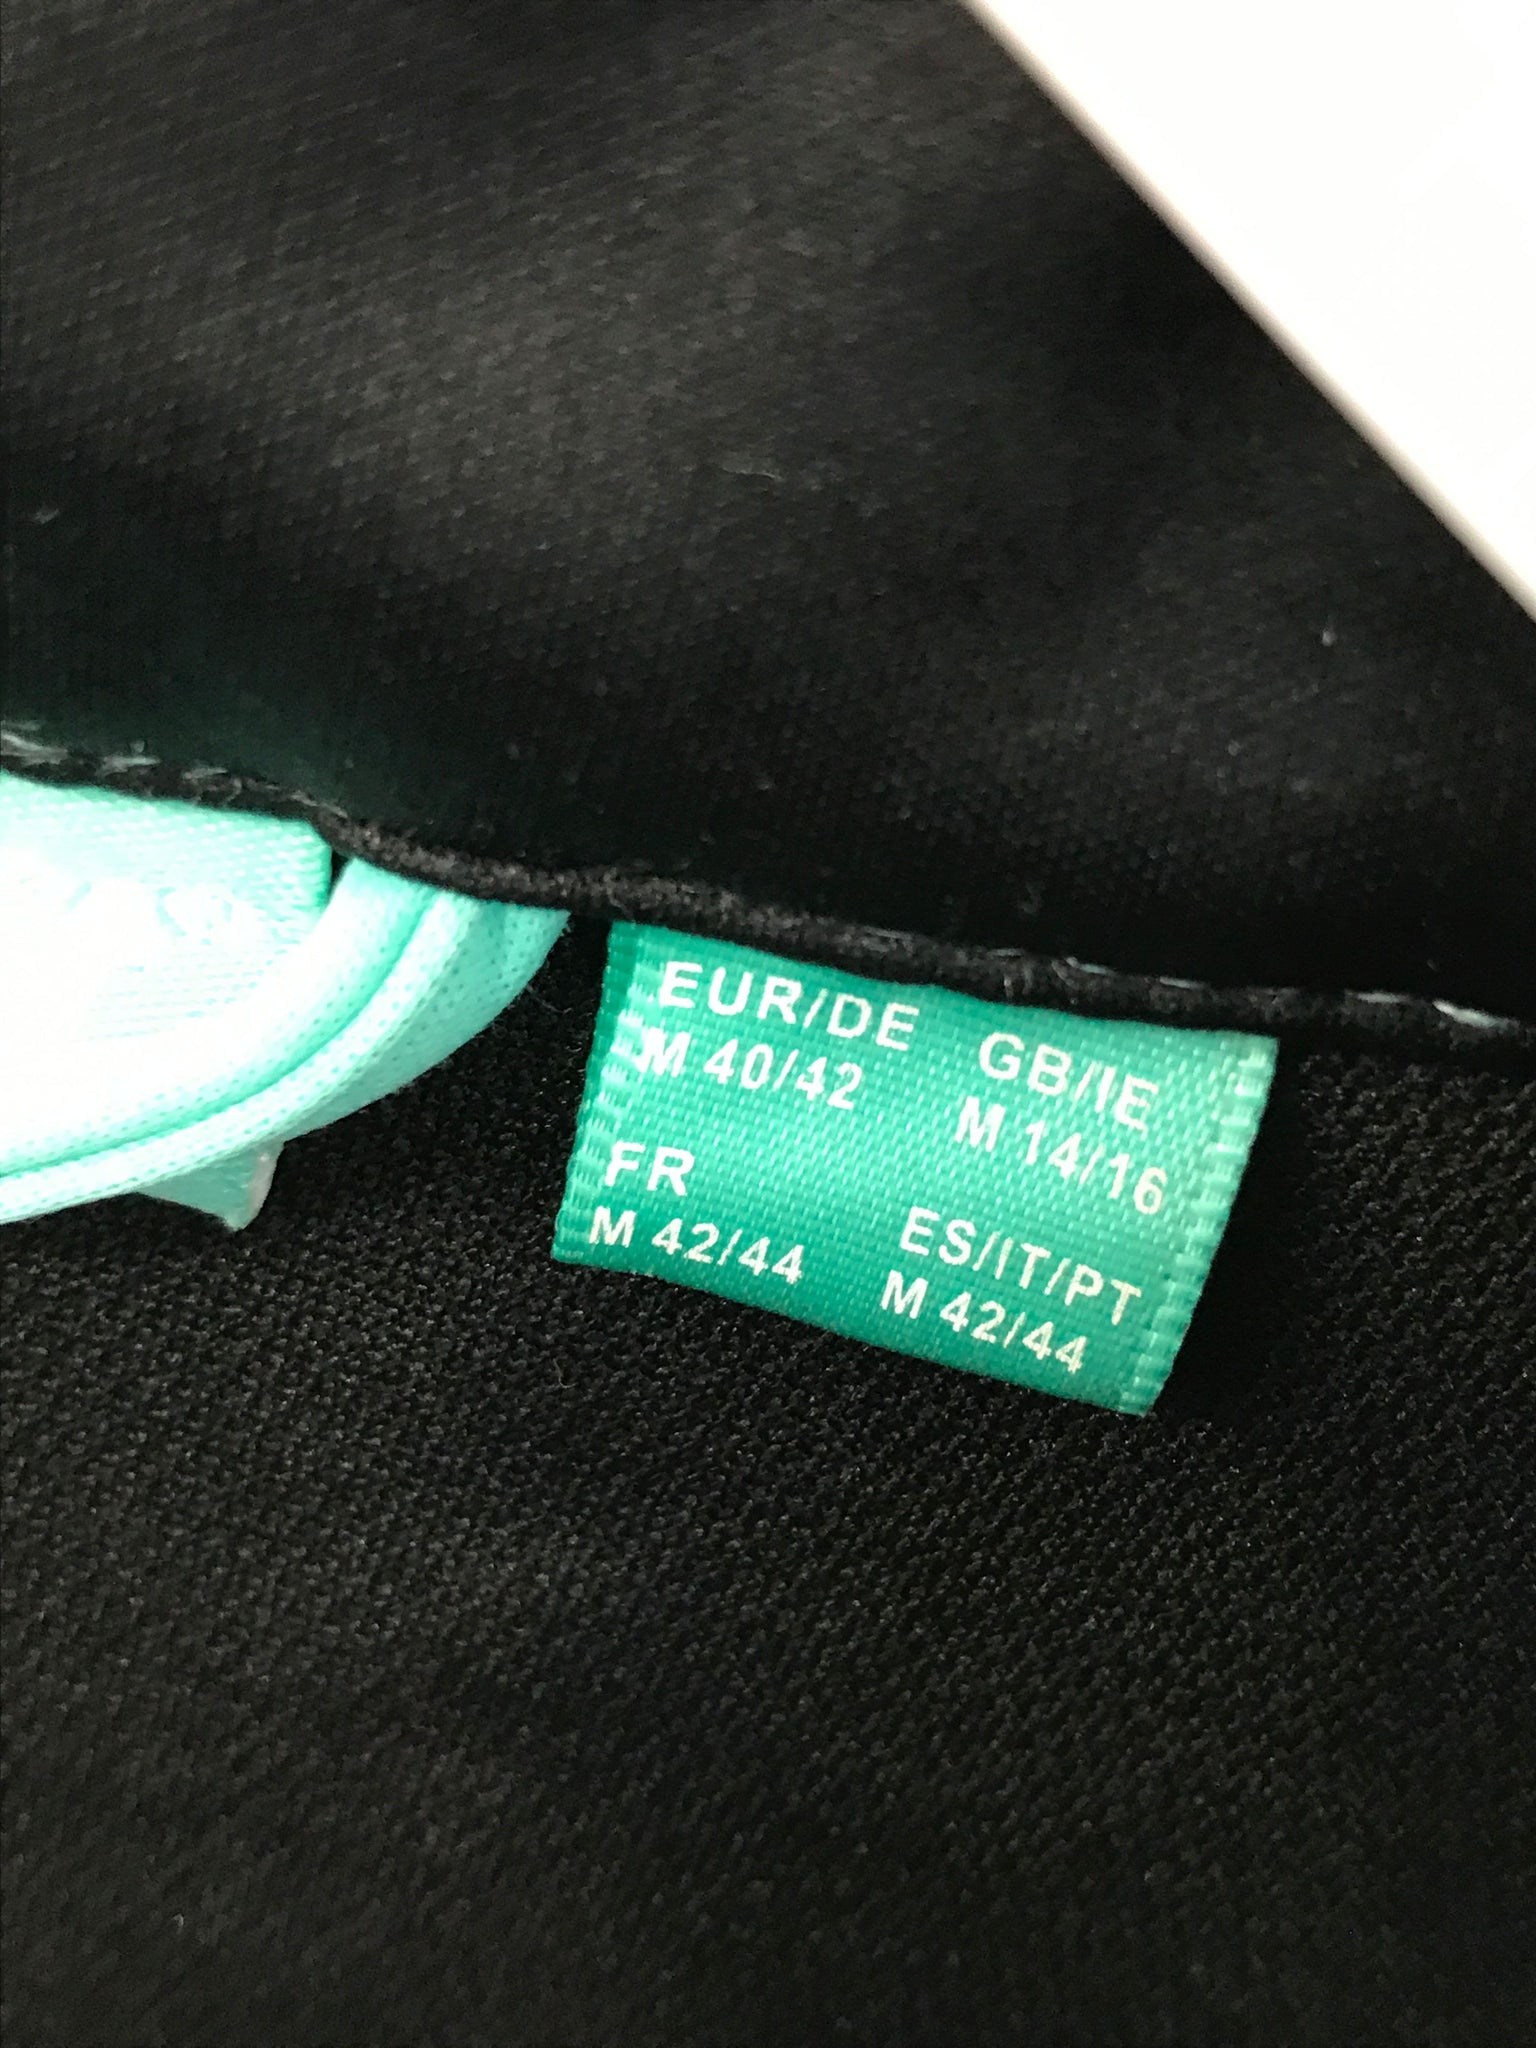 EUR/DE GB/IE
M 40/42 M 14/16
FR ES/IT/PT
M 42/44 M 42/44